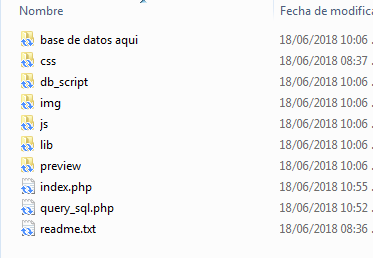 Nombre Fecha de modifica
base de datos aqui 18/06/2018 10:06
css 18/06/2018 08:37
db_script 18/06/2018 10:06
img 18/06/2018 10:06
js 18/06/2018 10:06
lib 18/06/2018 10:06
preview 18/06/2018 10:06
index.php 18/06/2018 10:55
query_sql.php 18/06/2018 10:52
readme.txt 18/06/2018 08:36